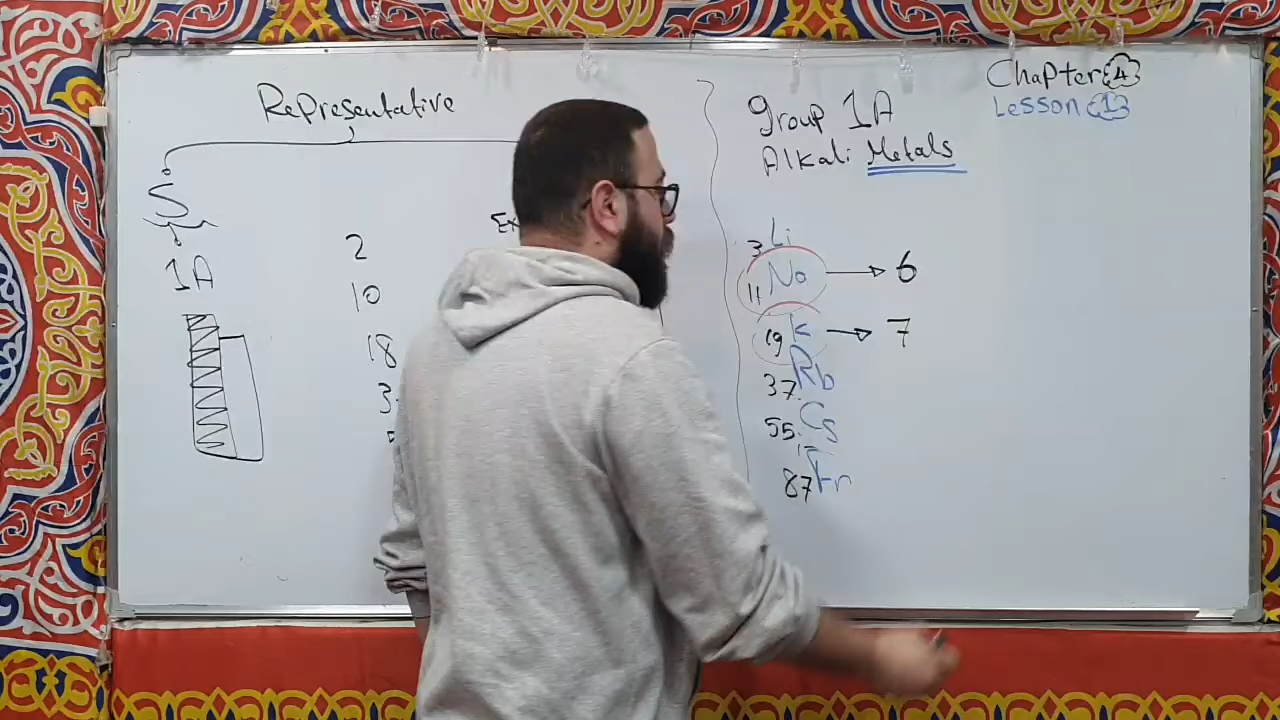 Representative
S
1A
2
10
18
Ex
Chapter 4
Lesson 1
Group 1A
Alkali Metals
3 Li
11 Na → 6
19 K → 7
37 Rb
55 Cs
87 Fr